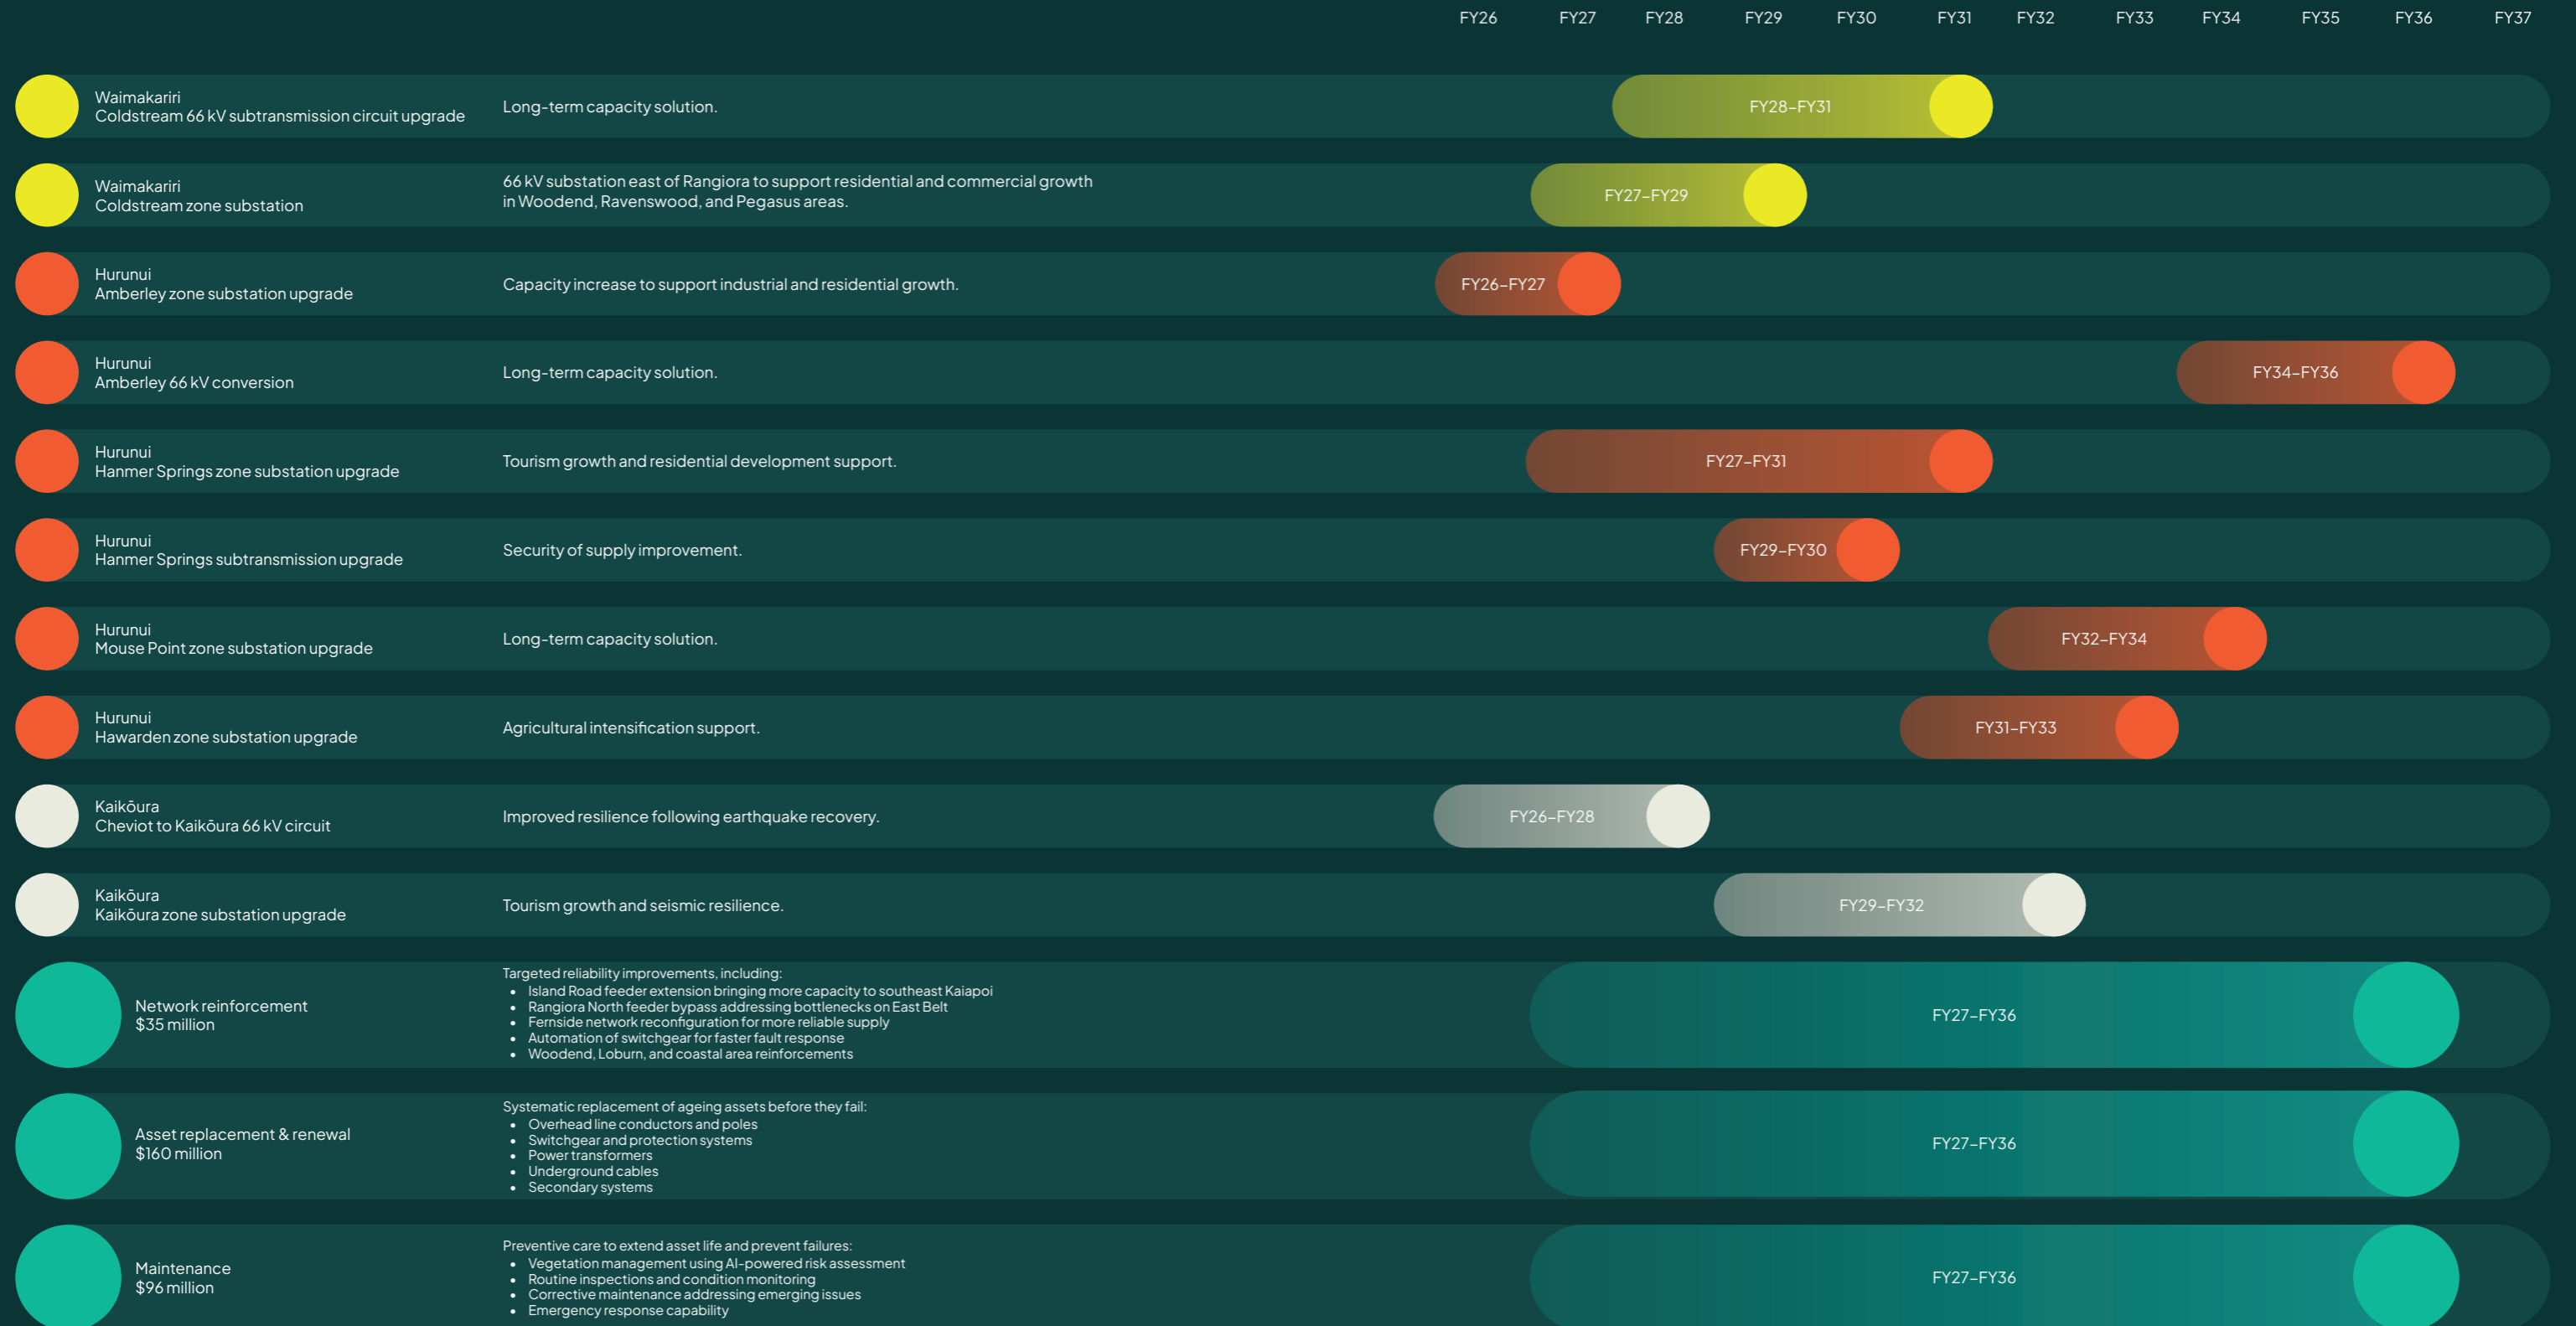 FY26 FY27 FY28 FY29 FY30 FY31 FY32 FY33 FY34 FY35 FY36 FY37
Waimakariri
Coldstream 66 kV subtransmission circuit upgrade
Long-term capacity solution.
FY28–FY31
Waimakariri
Coldstream zone substation
66 kV substation east of Rangiora to support residential and commercial growth
in Woodend, Ravenswood, and Pegasus areas.
FY27–FY29
Hurunui
Amberley zone substation upgrade
Capacity increase to support industrial and residential growth.
FY26–FY27
Hurunui
Amberley 66 kV conversion
Long-term capacity solution.
FY34–FY36
Hurunui
Hanmer Springs zone substation upgrade
Tourism growth and residential development support.
FY27–FY31
Hurunui
Hanmer Springs subtransmission upgrade
Security of supply improvement.
FY29–FY30
Hurunui
Mouse Point zone substation upgrade
Long-term capacity solution.
FY32–FY34
Hurunui
Hawarden zone substation upgrade
Agricultural intensification support.
FY31–FY33
Kaikōura
Cheviot to Kaikōura 66 kV circuit
Improved resilience following earthquake recovery.
FY26–FY28
Kaikōura
Kaikōura zone substation upgrade
Tourism growth and seismic resilience.
FY29–FY32
Network reinforcement
$35 million
Targeted reliability improvements, including:
• Island Road feeder extension bringing more capacity to southeast Kaiapoi
• Rangiora North feeder bypass addressing bottlenecks on East Belt
• Fernside network reconfiguration for more reliable supply
• Automation of switchgear for faster fault response
• Woodend, Loburn, and coastal area reinforcements
FY27–FY36
Asset replacement & renewal
$160 million
Systematic replacement of ageing assets before they fail:
• Overhead line conductors and poles
• Switchgear and protection systems
• Power transformers
• Underground cables
• Secondary systems
FY27–FY36
Maintenance
$96 million
Preventive care to extend asset life and prevent failures:
• Vegetation management using AI-powered risk assessment
• Routine inspections and condition monitoring
• Corrective maintenance addressing emerging issues
• Emergency response capability
FY27–FY36